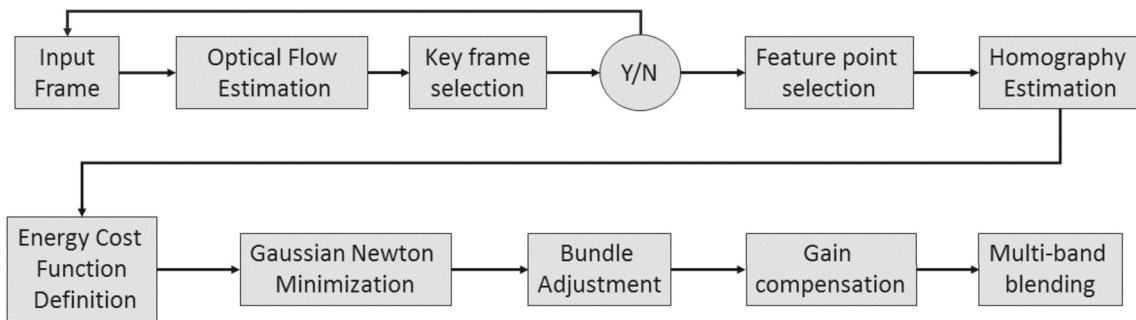 Input
Frame
Optical Flow
Estimation
Key frame
selection
Y/N
Feature point
selection
Homography
Estimation
Energy Cost
Function
Definition
Gaussian Newton
Minimization
Bundle
Adjustment
Gain
compensation
Multi-band
blending